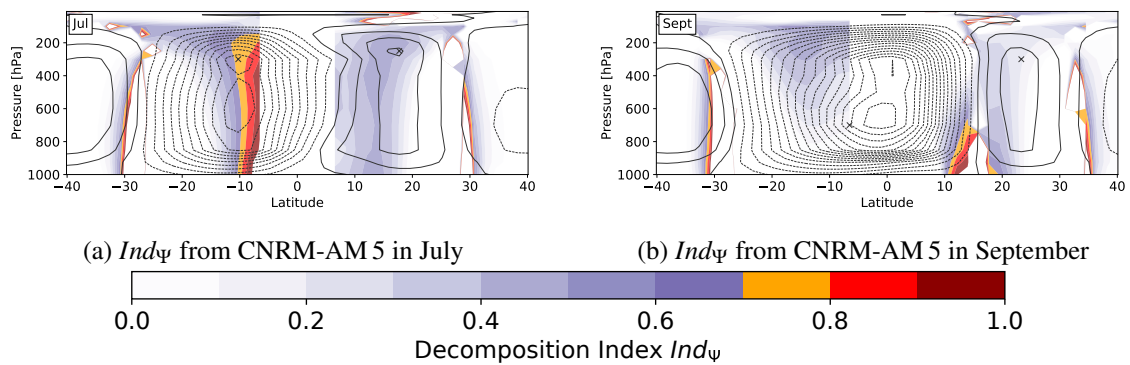 Jul
Pressure [hPa]
200
400
600
800
1000
−40 −30 −20 −10 0 10 20 30 40
Latitude
Sept
Pressure [hPa]
200
400
600
800
1000
−40 −30 −20 −10 0 10 20 30 40
Latitude
(a) IndΨ from CNRM-AM 5 in July
(b) IndΨ from CNRM-AM 5 in September
0.0 0.2 0.4 0.6 0.8 1.0
Decomposition Index IndΨ